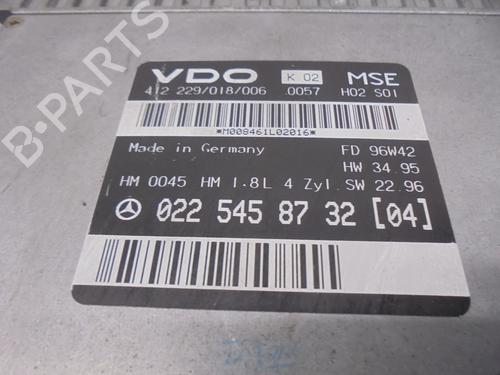 VDO K 02 MSE
412 229/018/006 .0057 H02 S01
*M008461L02016*
Made in Germany FD 96W42
HW 34.95
HM 0045 HM 1.8L 4 Zyl. SW 22.96
022 545 87 32 [04]
B-PARTS